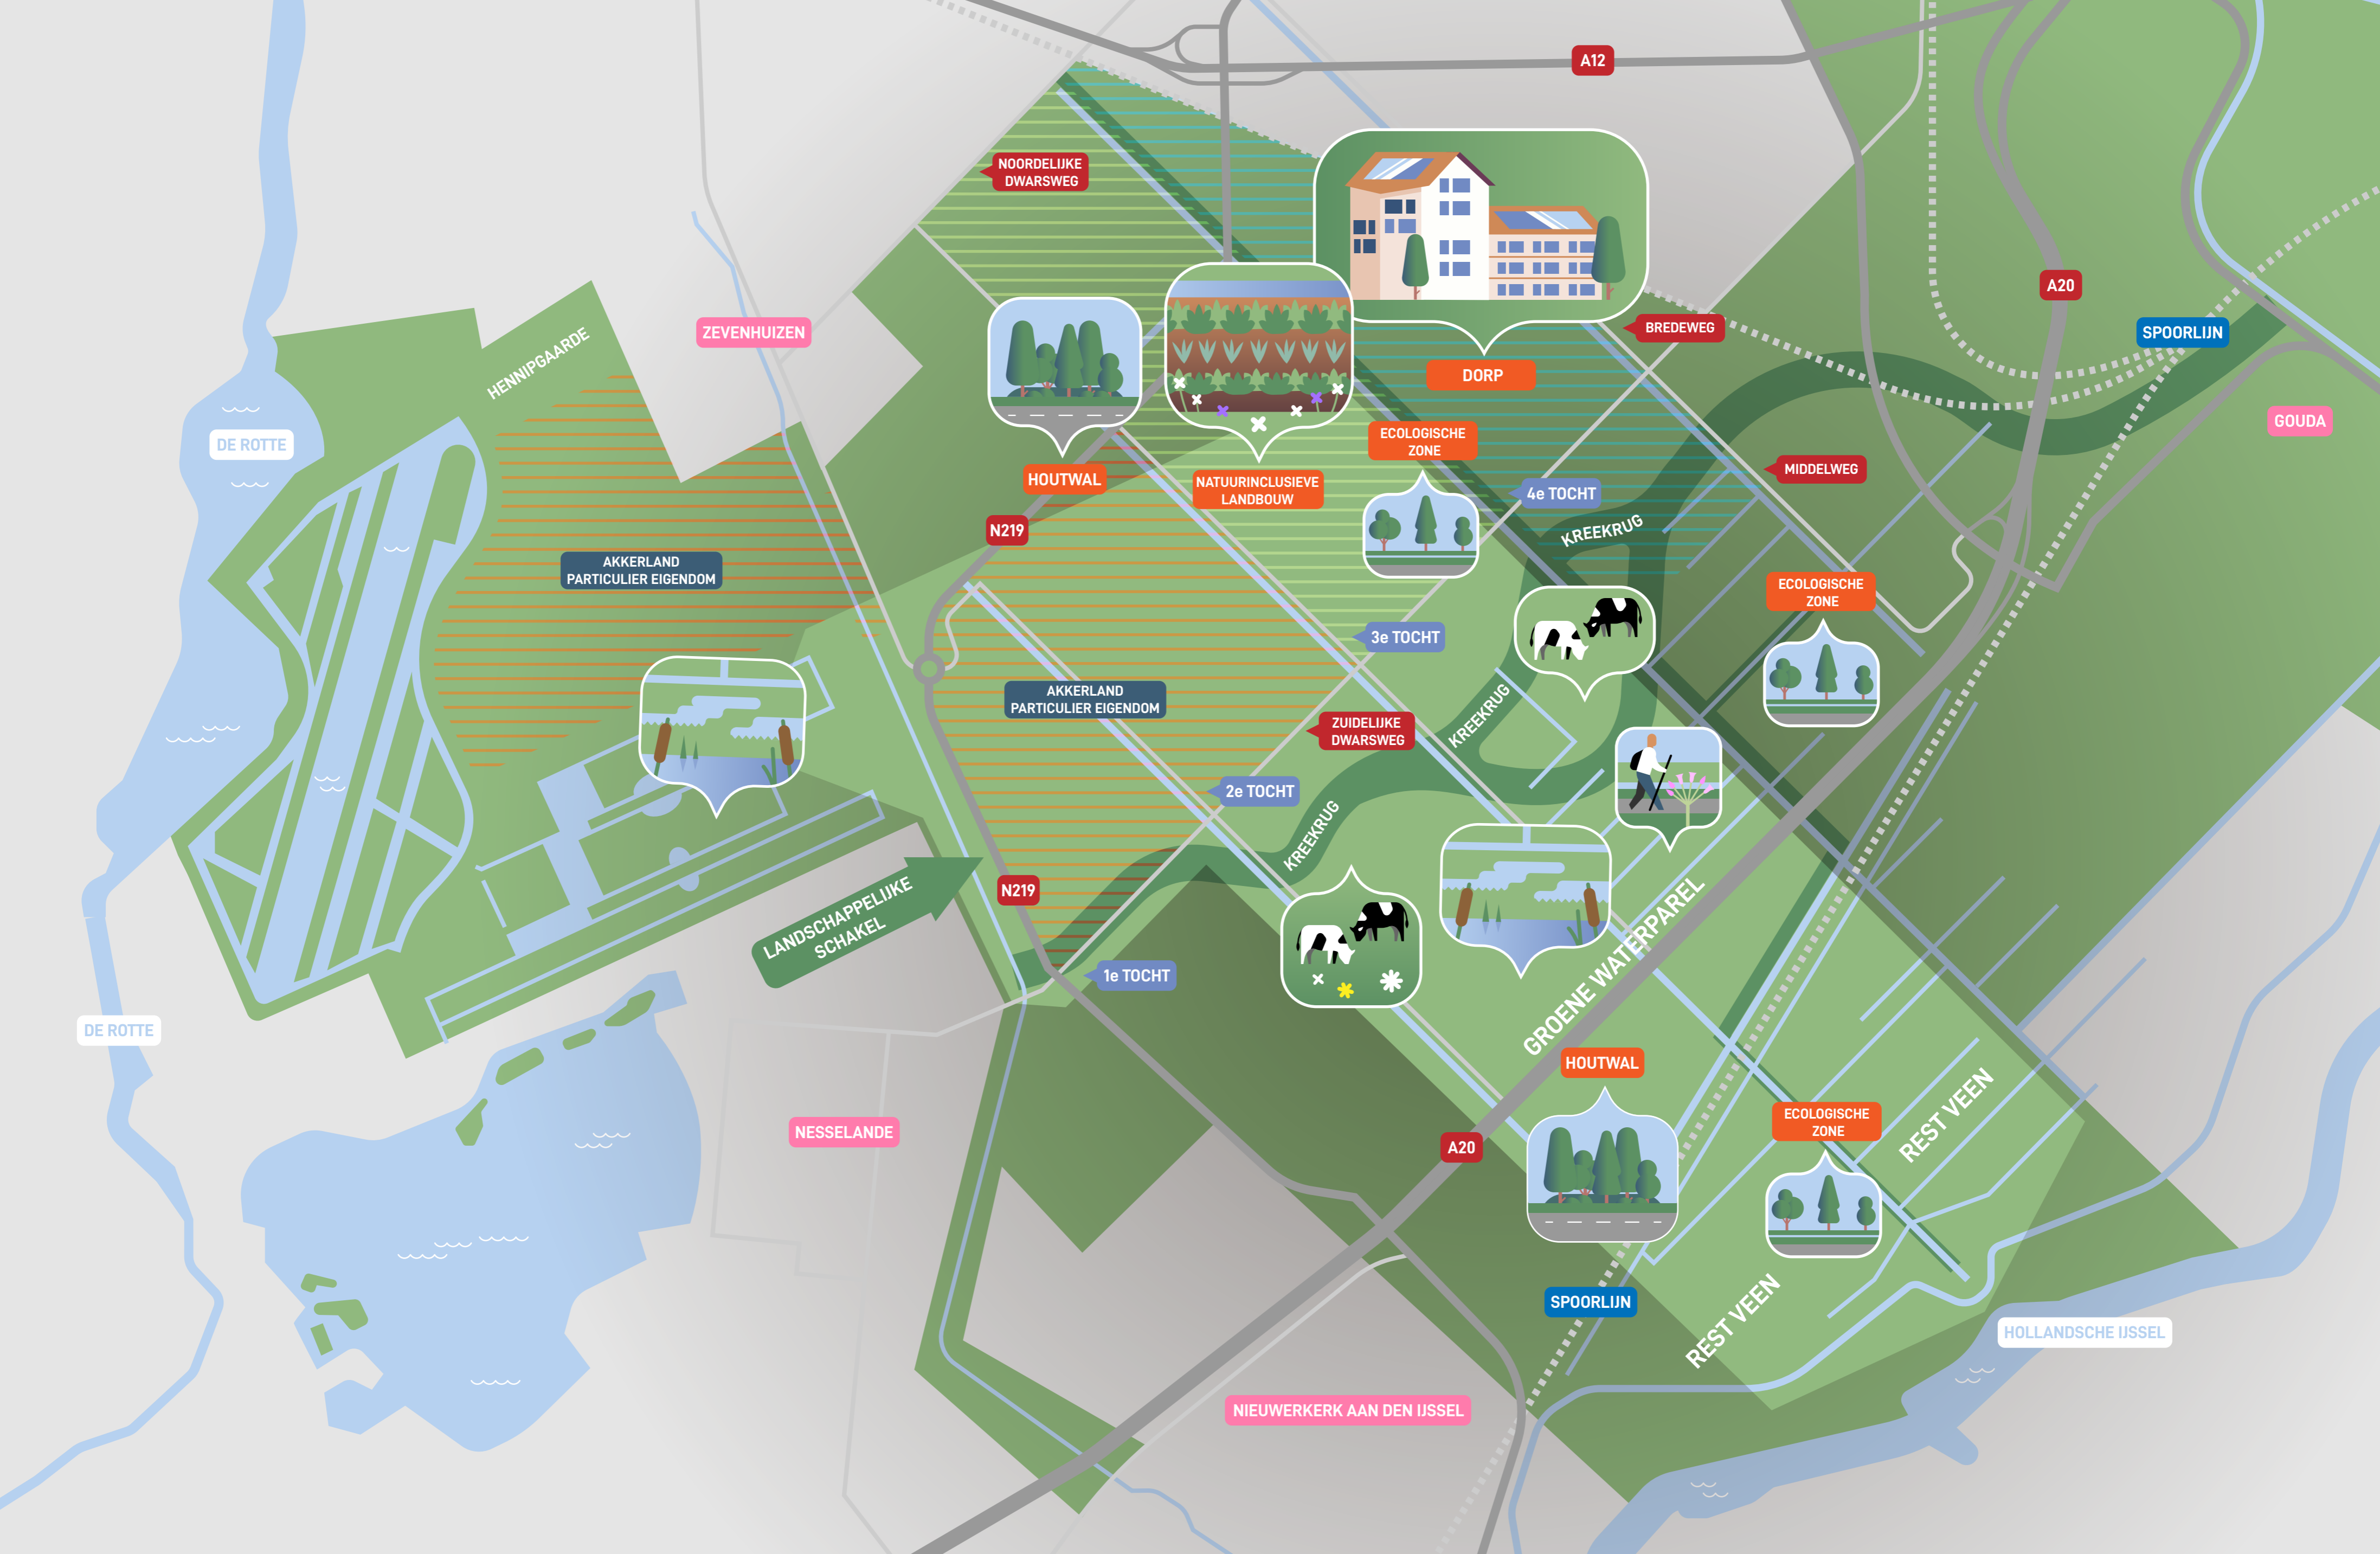 A12
NOORDELIJKE
DWARSWEG
A20
ZEVENHUIZEN
BREDEWEG
SPOORLIJN
HENNIPGAARDE
DORP
GOUDA
DE ROTTE
ECOLOGISCHE
ZONE
MIDDELWEG
HOUTWAL
NATUURINCLUSIEVE
LANDBOUW
4e TOCHT
N219
KREEKRUG
AKKERLAND
PARTICULIER EIGENDOM
ECOLOGISCHE
ZONE
3e TOCHT
AKKERLAND
PARTICULIER EIGENDOM
KREEKRUG
ZUIDELIJKE
DWARSWEG
2e TOCHT
KREEKRUG
N219
LANDSCHAPPELIJKE
SCHAKEL
1e TOCHT
GROENE WATERPAREL
DE ROTTE
HOUTWAL
REST VEEN
ECOLOGISCHE
ZONE
NESSELANDE
A20
SPOORLIJN
REST VEEN
HOLLANDSCHE IJSSEL
NIEUWERKERK AAN DEN IJSSEL